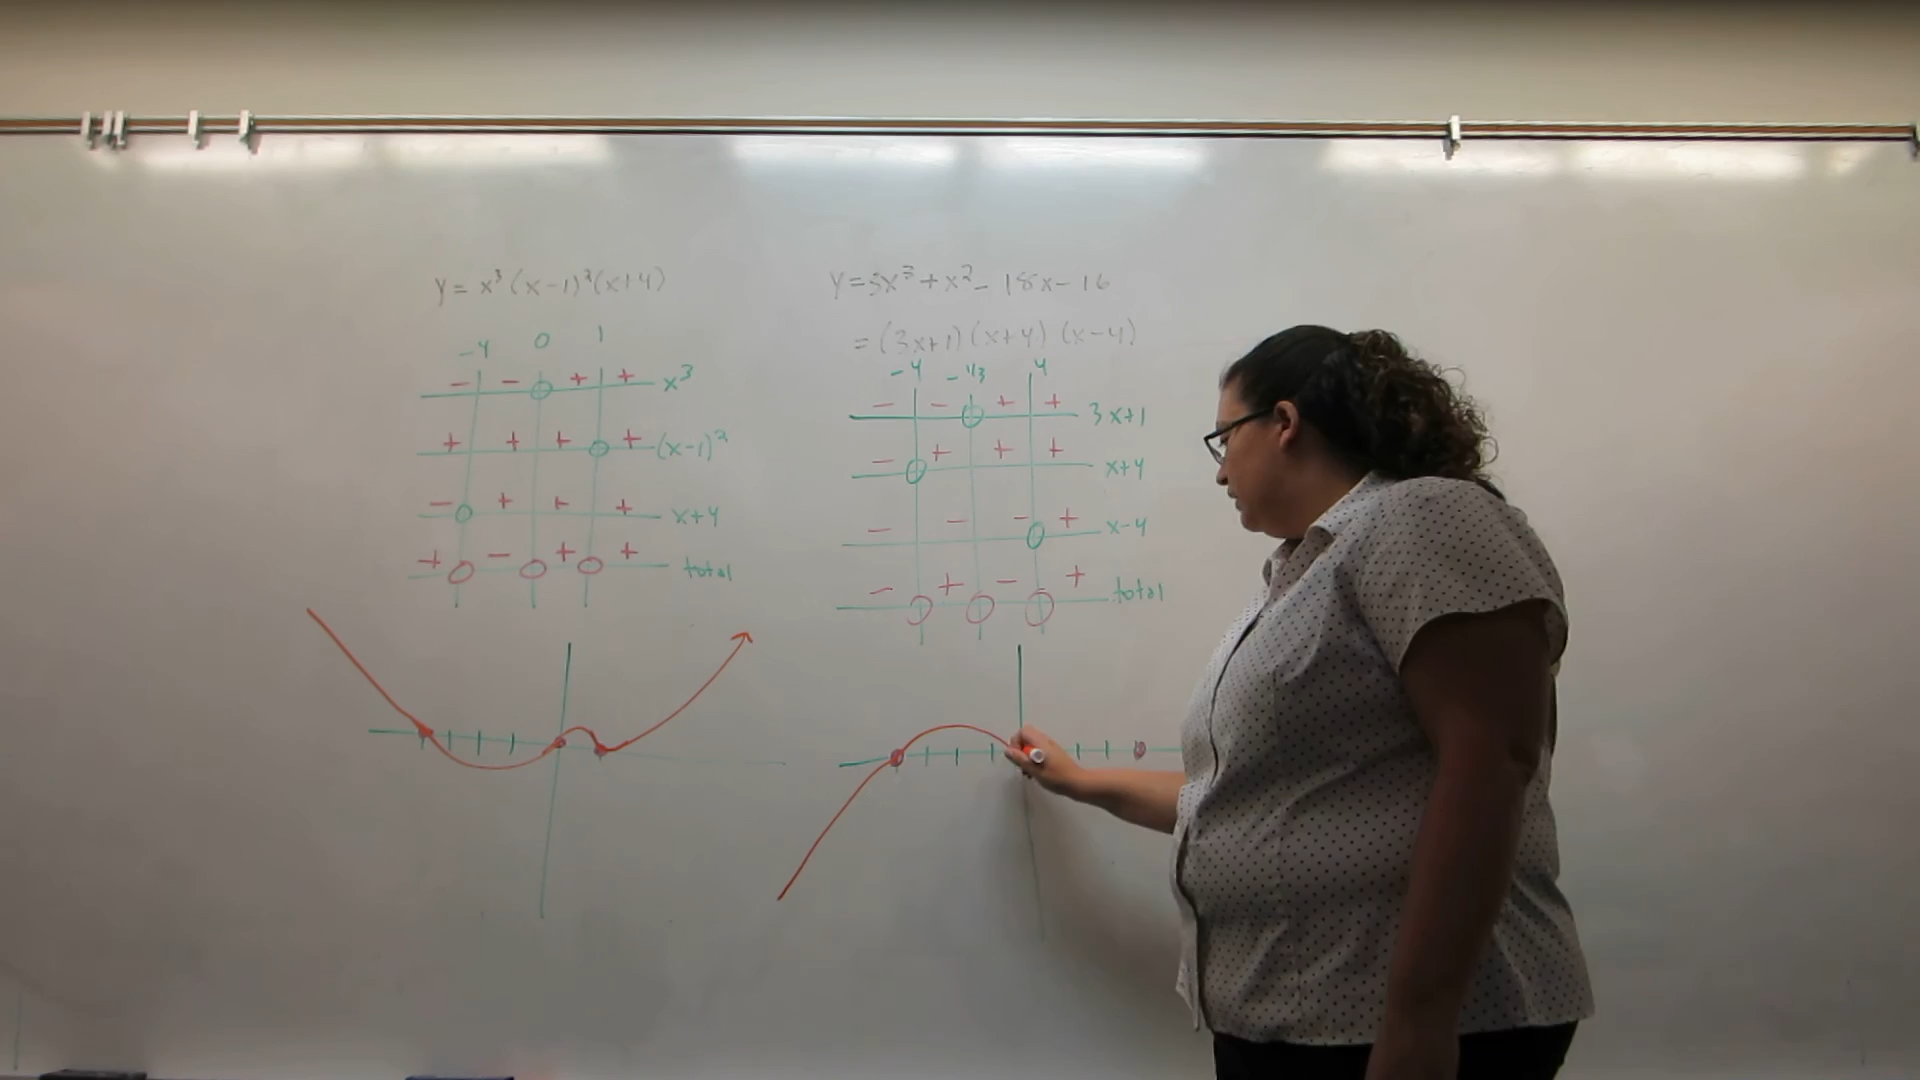 y = x³(x-1)²(x+4)
-4 0 1
- - + + x³
+ + + + (x-1)²
- + + + x+4
+ - + + total
y=3x³+x²-18x-16
= (3x+1)(x+4)(x-4)
-4 -1/3 4
- - + + 3x+1
- + + + x+4
- - - + x-4
- + - + total